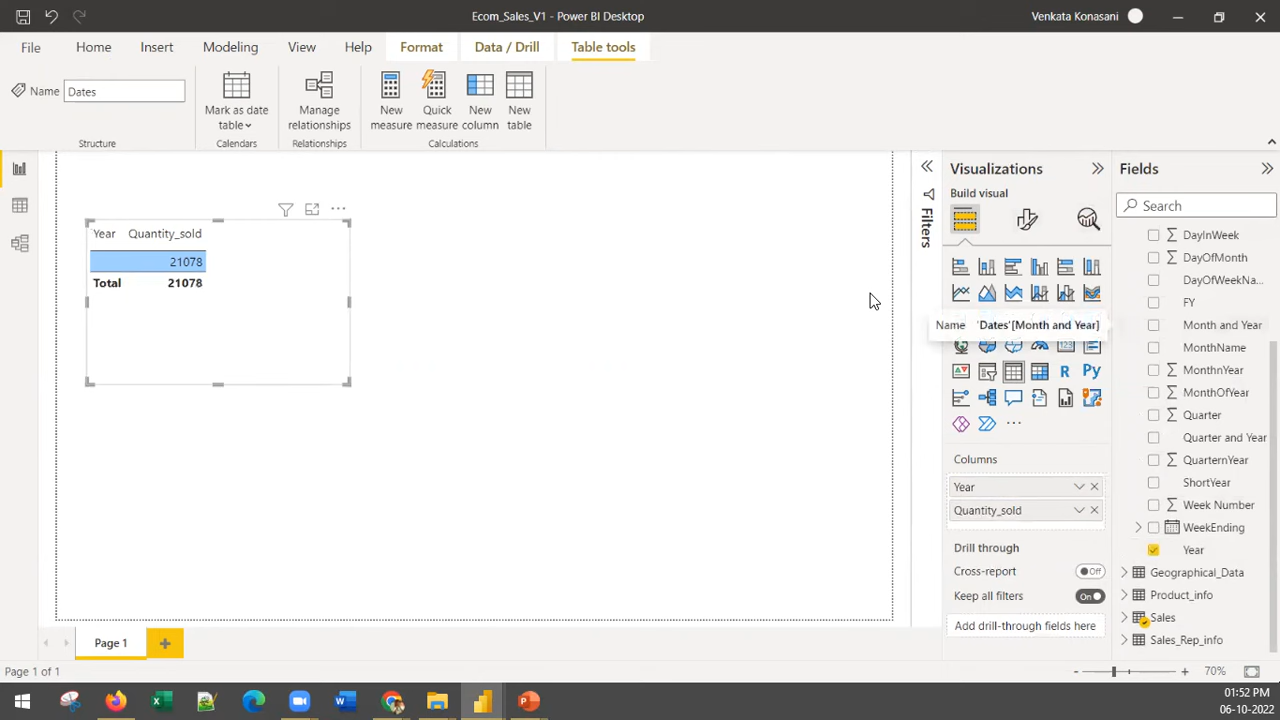 Ecom_Sales_V1 - Power BI Desktop
Venkata Konasani
File
Home
Insert
Modeling
View
Help
Format
Data / Drill
Table tools
Name
Dates
Mark as date
table
Manage
relationships
New
measure
Quick
measure
New
column
New
table
Structure
Calendars
Relationships
Calculations
Year Quantity_sold
21078
Total 21078
Filters
Visualizations
Build visual
Name 'Dates'[Month and Year]
R
Py
123
Columns
Year
Quantity_sold
Drill through
Cross-report
Off
Keep all filters
On
Add drill-through fields here
Fields
Search
DayInWeek
DayOfMonth
DayOfWeekNa...
FY
Month and Year
MonthName
MonthnYear
MonthOfYear
Quarter
Quarter and Year
QuarternYear
ShortYear
Week Number
WeekEnding
Year
Geographical_Data
Product_info
Sales
Sales_Rep_info
Page 1
Page 1 of 1
70%
01:52 PM
06-10-2022